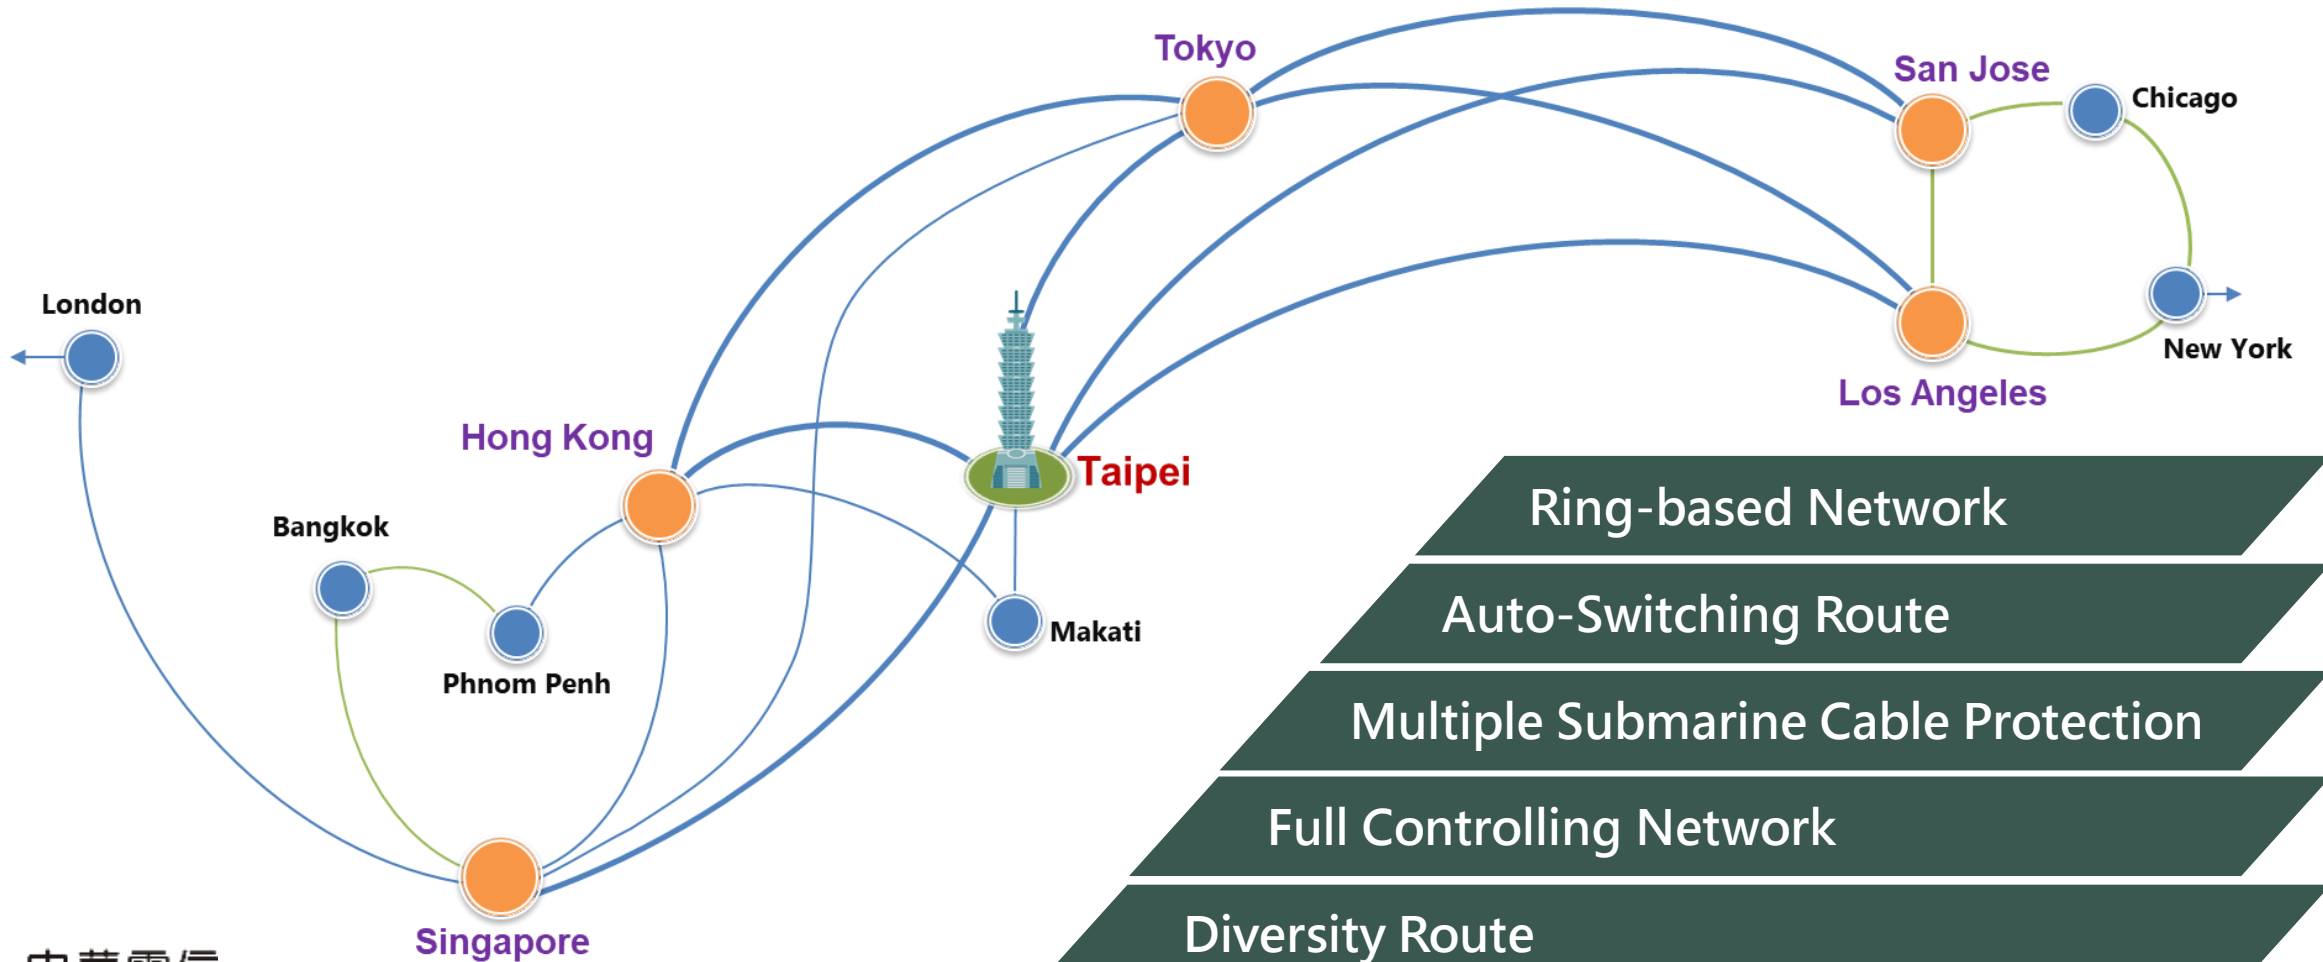 Tokyo
San Jose
Chicago
London
New York
Los Angeles
Hong Kong
Taipei
Bangkok
Makati
Phnom Penh
Singapore
Ring-based Network
Auto-Switching Route
Multiple Submarine Cable Protection
Full Controlling Network
Diversity Route